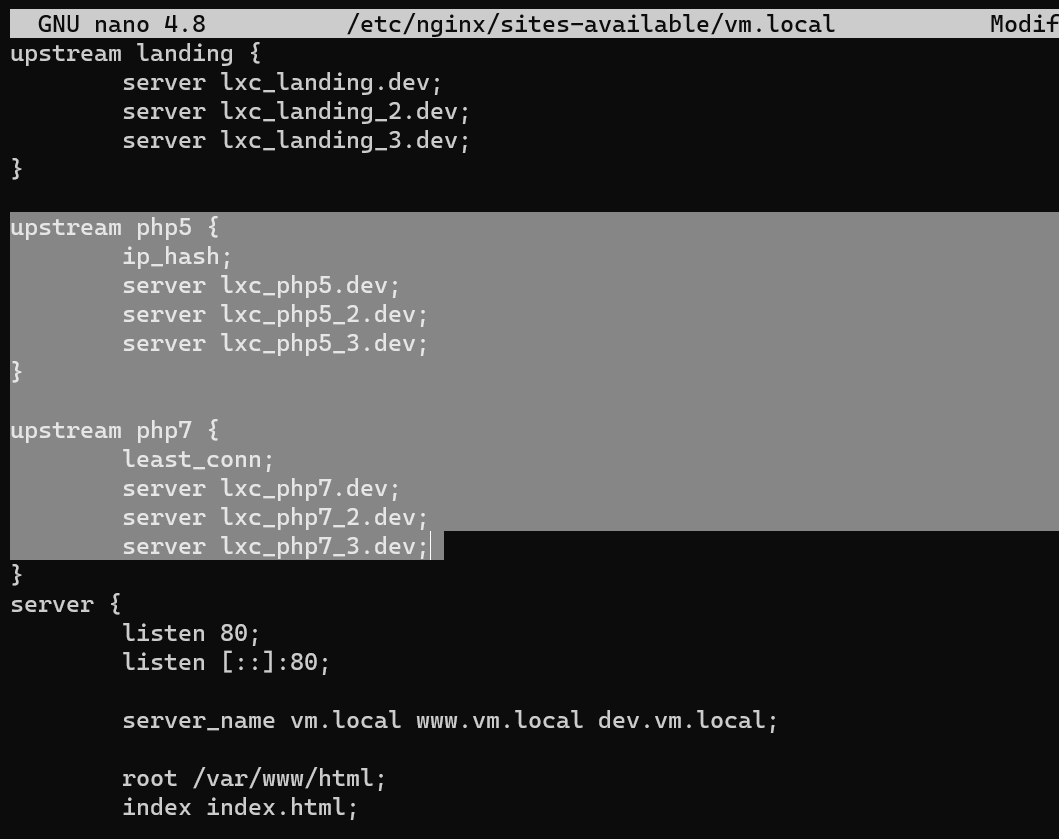 GNU nano 4.8 /etc/nginx/sites-available/vm.local Modif
upstream landing {
server lxc_landing.dev;
server lxc_landing_2.dev;
server lxc_landing_3.dev;
}
upstream php5 {
ip_hash;
server lxc_php5.dev;
server lxc_php5_2.dev;
server lxc_php5_3.dev;
}
upstream php7 {
least_conn;
server lxc_php7.dev;
server lxc_php7_2.dev;
server lxc_php7_3.dev;
}
server {
listen 80;
listen [::]:80;
server_name vm.local www.vm.local dev.vm.local;
root /var/www/html;
index index.html;